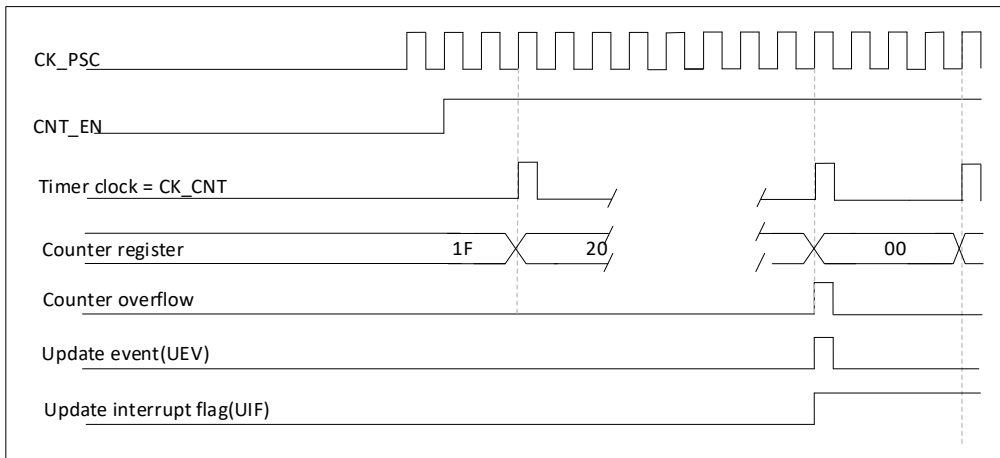 CK_PSC
CNT_EN
Timer clock = CK_CNT
Counter register 1F 20 00
Counter overflow
Update event(UEV)
Update interrupt flag(UIF)